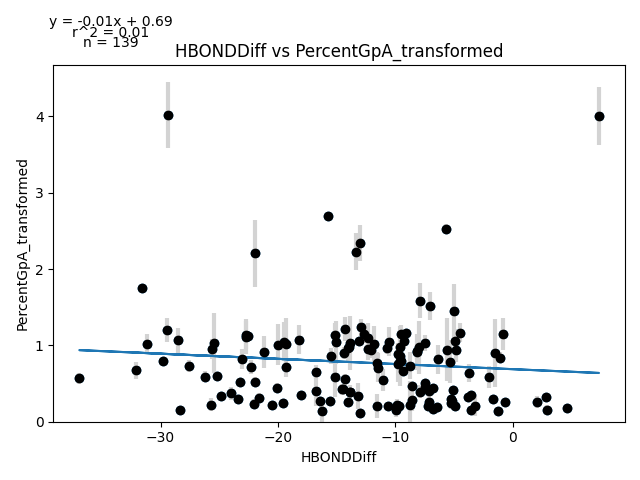 y = -0.01x + 0.69
r^2 = 0.01
n = 139
HBONDDiff vs PercentGpA_transformed
PercentGpA_transformed
4
3
2
1
0
−30
−20
−10
0
HBONDDiff